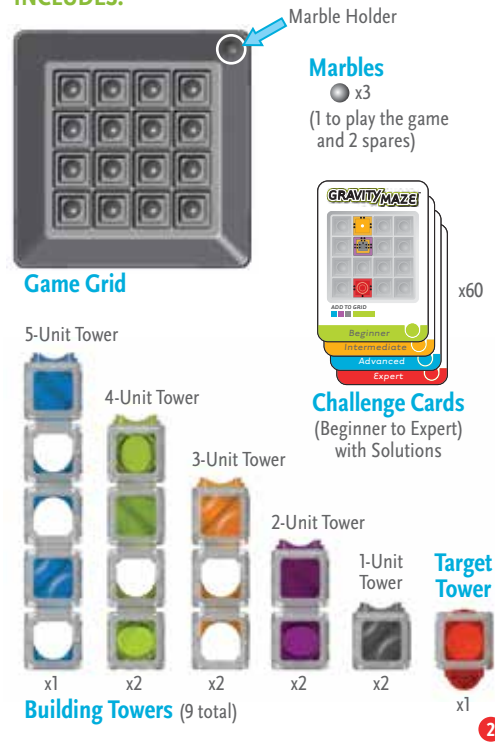 INCLUDES:
Marble Holder
Marbles
x3
(1 to play the game
and 2 spares)
GRAVITY MAZE
ADD TO GRID
Beginner
Intermediate
Advanced
Expert
x60
Game Grid
Challenge Cards
(Beginner to Expert)
with Solutions
5-Unit Tower
4-Unit Tower
3-Unit Tower
2-Unit Tower
1-Unit
Tower
Target
Tower
x1
x2
x2
x2
x2
x1
Building Towers (9 total)
2